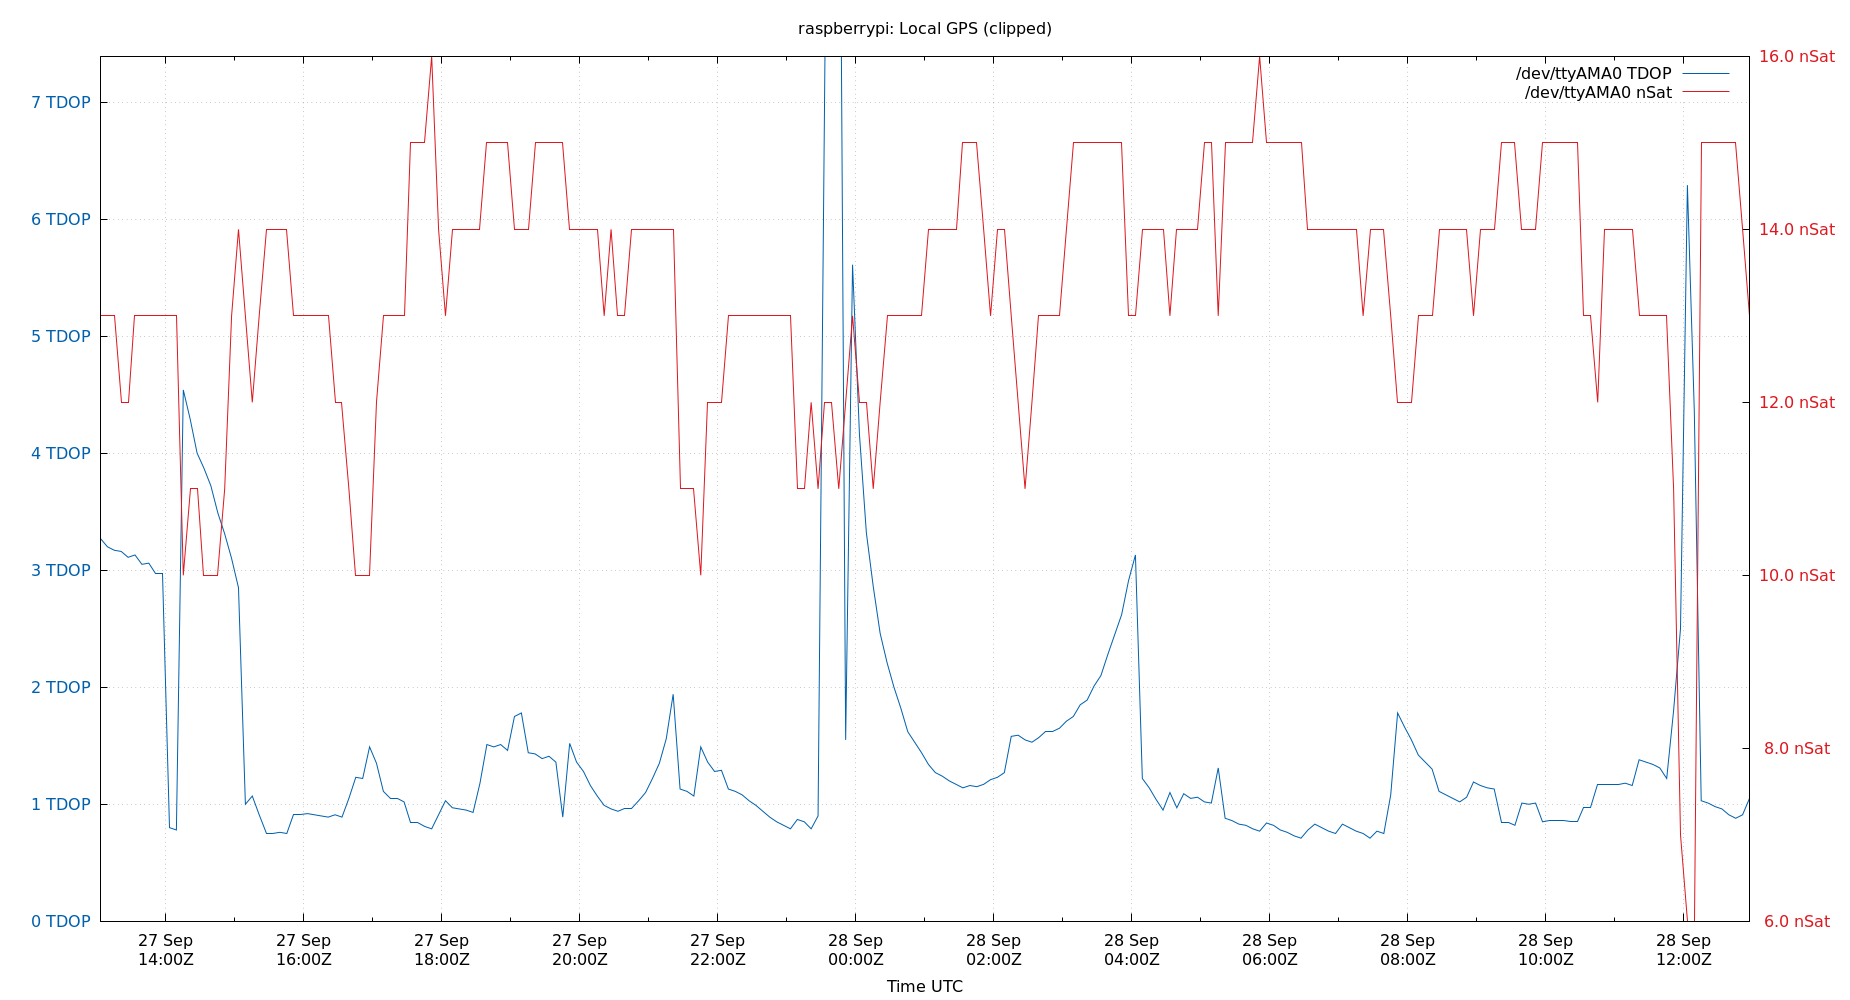 raspberrypi: Local GPS (clipped)
/dev/ttyAMA0 TDOP
/dev/ttyAMA0 nSat
7 TDOP
6 TDOP
5 TDOP
4 TDOP
3 TDOP
2 TDOP
1 TDOP
0 TDOP
16.0 nSat
14.0 nSat
12.0 nSat
10.0 nSat
8.0 nSat
6.0 nSat
27 Sep
14:00Z
27 Sep
16:00Z
27 Sep
18:00Z
27 Sep
20:00Z
27 Sep
22:00Z
28 Sep
00:00Z
28 Sep
02:00Z
28 Sep
04:00Z
28 Sep
06:00Z
28 Sep
08:00Z
28 Sep
10:00Z
28 Sep
12:00Z
Time UTC